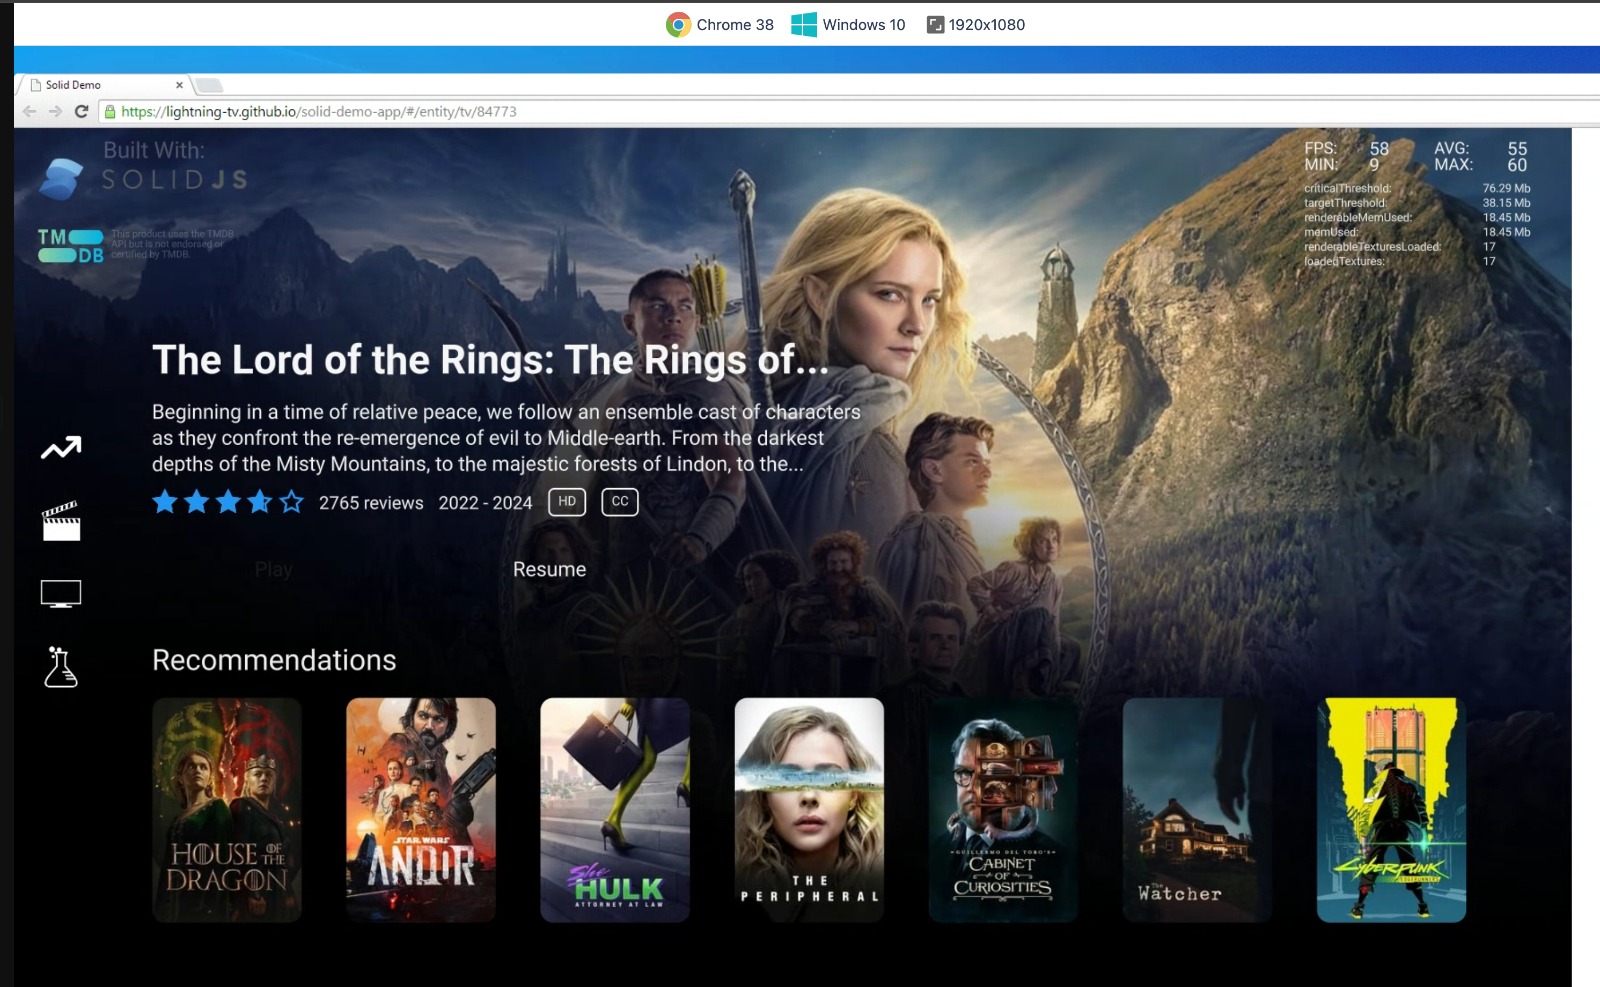 Chrome 38 Windows 10 1920x1080
Solid Demo
https://lightning-tv.github.io/solid-demo-app/#/entity/tv/84773
Built With:
SOLIDJS
TM
DB
This product uses the TMDB
API but is not endorsed or
certified by TMDB.
FPS: 58 AVG: 55
MIN: 9 MAX: 60
criticalThreshold: 76.29 Mb
targetThreshold: 38.15 Mb
renderableMemUsed: 18.45 Mb
memUsed: 18.45 Mb
renderableTexturesLoaded: 17
loadedTextures: 17
The Lord of the Rings: The Rings of...
Beginning in a time of relative peace, we follow an ensemble cast of characters
as they confront the re-emergence of evil to Middle-earth. From the darkest
depths of the Misty Mountains, to the majestic forests of Lindon, to the...
2765 reviews 2022 - 2024 HD CC
Play Resume
Recommendations
HOUSE OF THE
DRAGON
STAR WARS
ANDOR
She
HULK
ATTORNEY AT LAW
THE
PERIPHERAL
GUILLERMO DEL TORO'S
CABINET
OF
CURIOSITIES
The
Watcher
CYBERPUNK
EDGERUNNERS